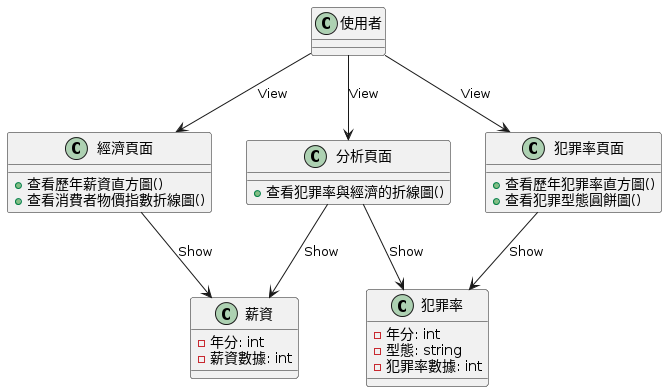 C 使用者
View
View
View
C 經濟頁面
查看歷年薪資直方圖()
查看消費者物價指數折線圖()
C 分析頁面
查看犯罪率與經濟的折線圖()
C 犯罪率頁面
查看歷年犯罪率直方圖()
查看犯罪型態圓餅圖()
Show
Show
Show
Show
C 薪資
年分: int
薪資數據: int
C 犯罪率
年分: int
型態: string
犯罪率數據: int